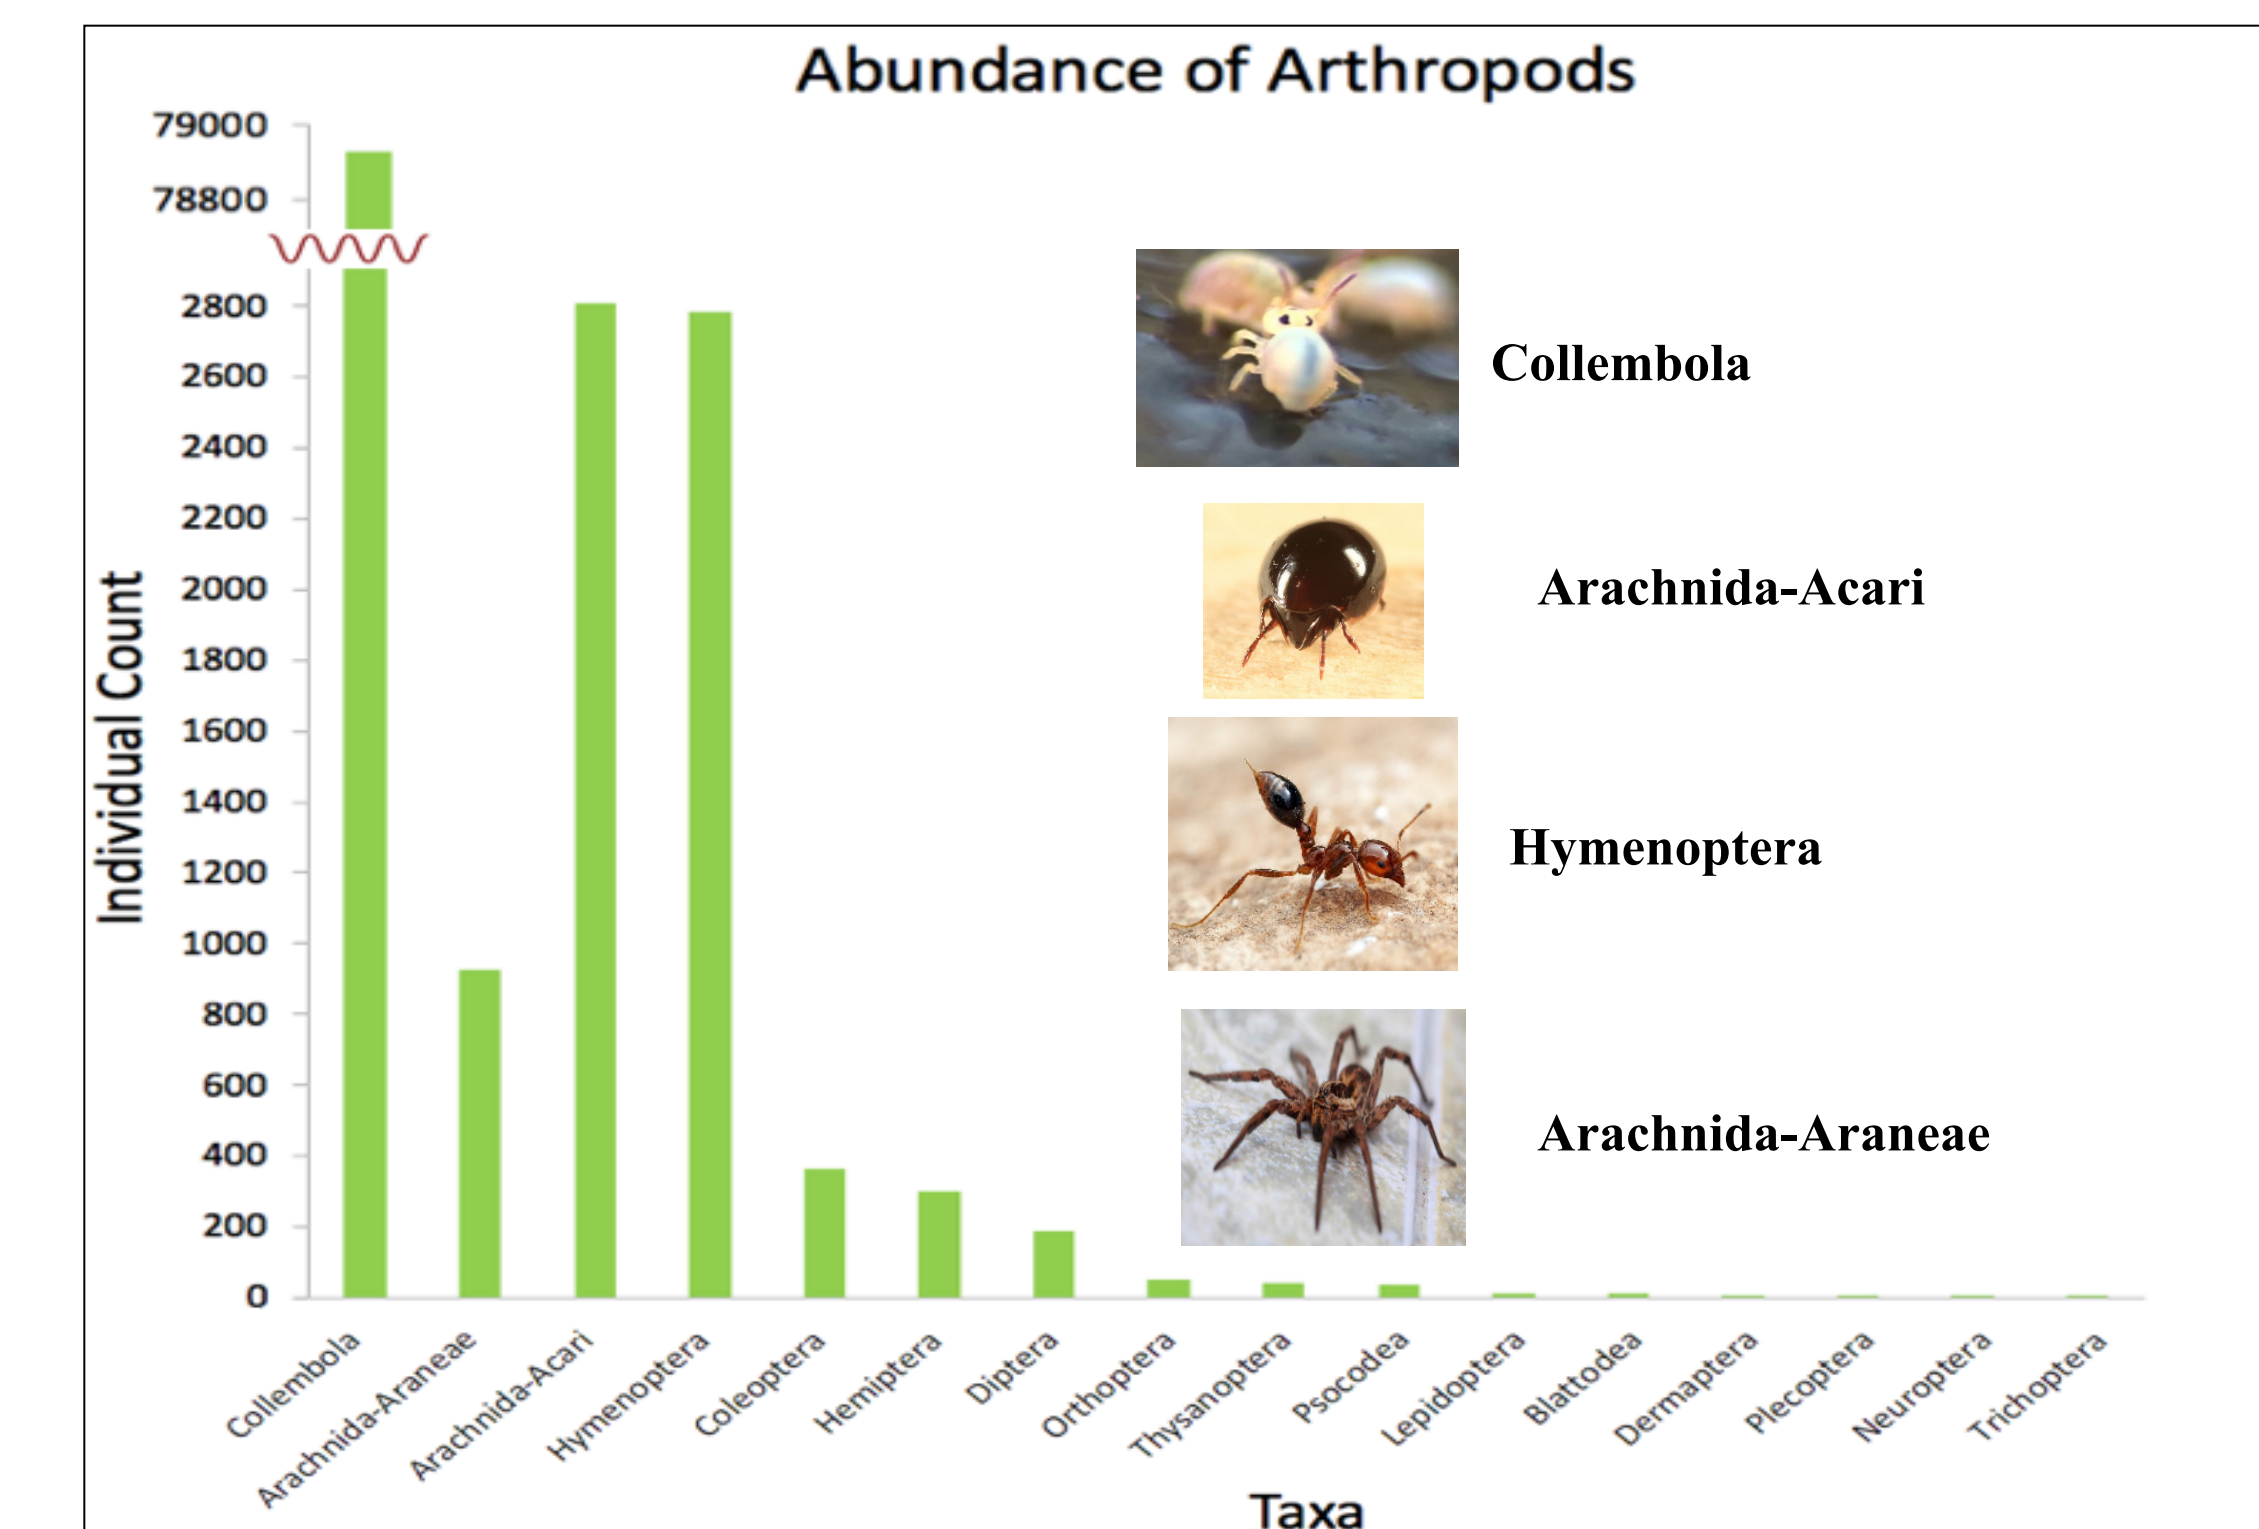 Abundance of Arthropods
79000
78800
2800
2600
2400
2200
2000
1800
1600
1400
1200
1000
800
600
400
200
0
Individual Count
Collembola
Arachnida-Acari
Hymenoptera
Arachnida-Araneae
Collembola
Arachnida-Araneae
Arachnida-Acari
Hymenoptera
Coleoptera
Hemiptera
Diptera
Orthoptera
Thysanoptera
Psocodea
Lepidoptera
Blattodea
Dermaptera
Plecoptera
Neuroptera
Trichoptera
Taxa